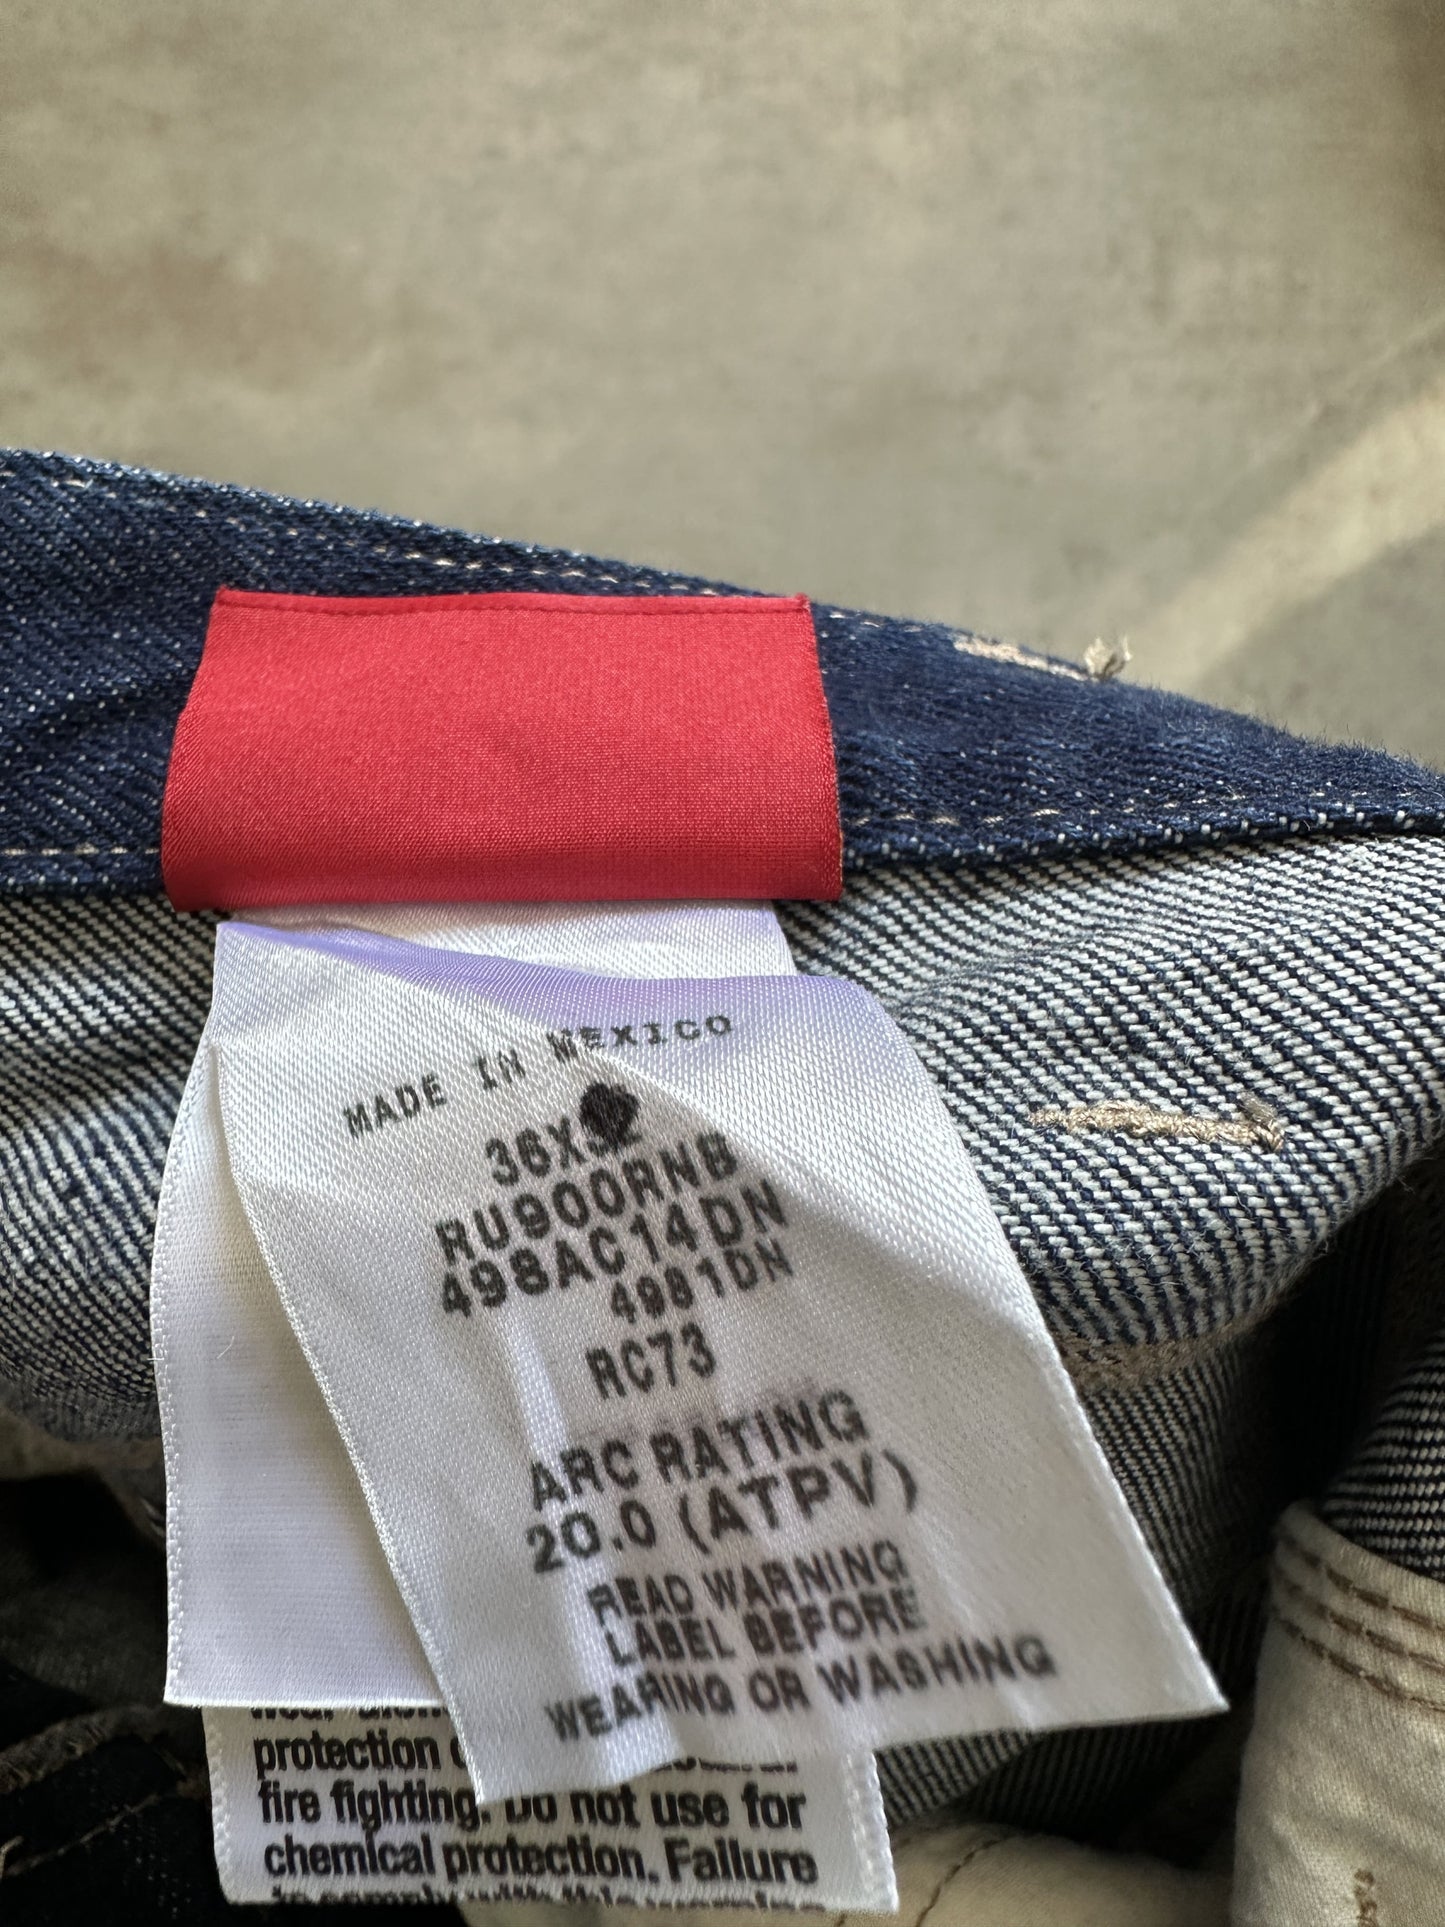 MADE IN MEXICO
36X
RU900RNB
498AC14DN
4981DN
RC73
ARC RATING
20.0 (ATPV)
READ WARNING
LABEL BEFORE
WEARING OR WASHING
protection
fire fighting. Do not use for
chemical protection. Failure